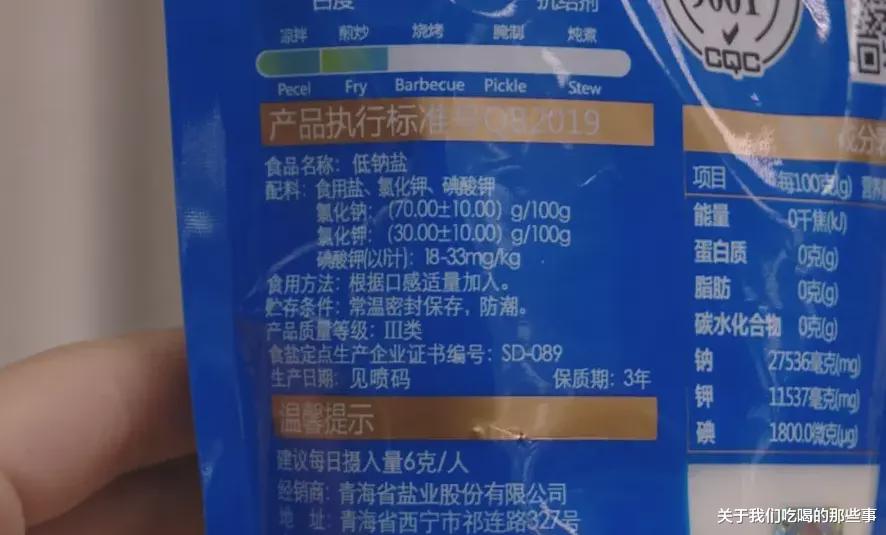 凉拌 煎炒 烧烤 腌制 炖煮
Pecel Fry Barbecue Pickle Stew
产品执行标准号QB2019
食品名称：低钠盐
配料：食用盐、氯化钾、碘酸钾
氯化钠：(70.00±10.00) g/100g
氯化钾：(30.00±10.00) g/100g
碘酸钾(以I计)：18-33mg/kg
食用方法：根据口感适量加入。
贮存条件：常温密封保存，防潮。
产品质量等级：III类
食盐定点生产企业证书编号：SD-089
生产日期：见喷码 保质期：3年
温馨提示
建议每日摄入量6克/人
经销商：青海省盐业股份有限公司
地 址：青海省西宁市祁连路327号
9001
CQC
项目 每100克(g)
能量 0千焦(kJ)
蛋白质 0克(g)
脂肪 0克(g)
碳水化合物 0克(g)
钠 27536毫克(mg)
钾 11537毫克(mg)
碘 1800.0微克(μg)
关于我们吃喝的那些事